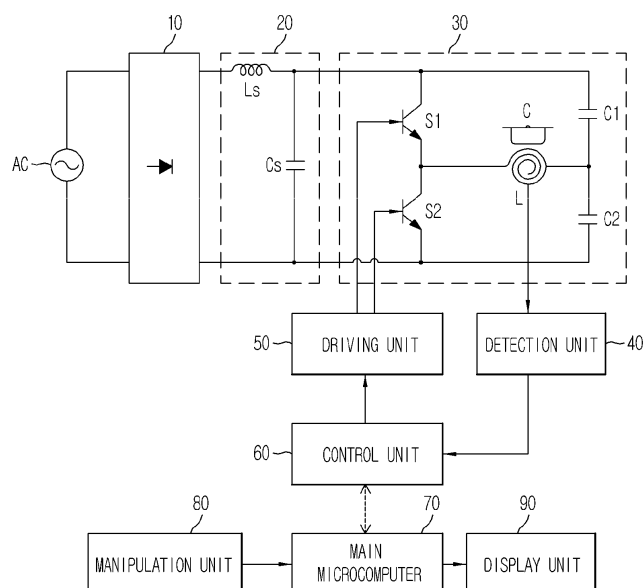 10
20
30
Ls
C
C1
S1
AC
Cs
S2
L
C2
50
DRIVING UNIT
DETECTION UNIT
40
60
CONTROL UNIT
80
70
90
MANIPULATION UNIT
MAIN
MICROCOMPUTER
DISPLAY UNIT